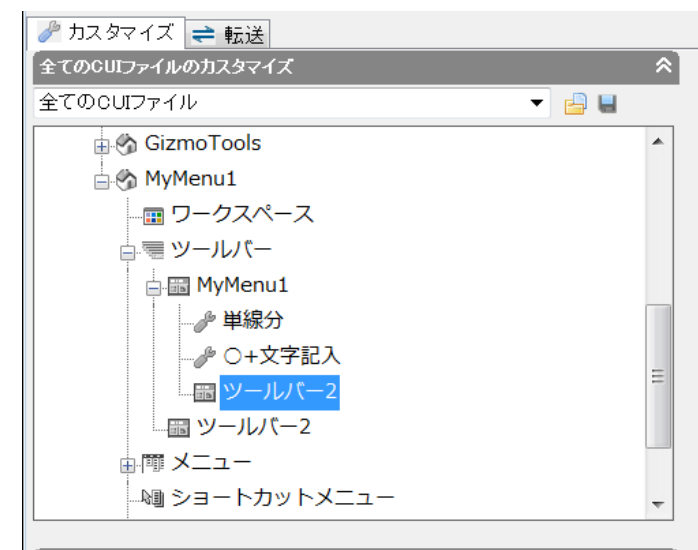 カスタマイズ 転送
全てのCUIファイルのカスタマイズ
全てのCUIファイル
GizmoTools
MyMenu1
ワークスペース
ツールバー
MyMenu1
単線分
○+文字記入
ツールバー2
ツールバー2
メニュー
ショートカットメニュー